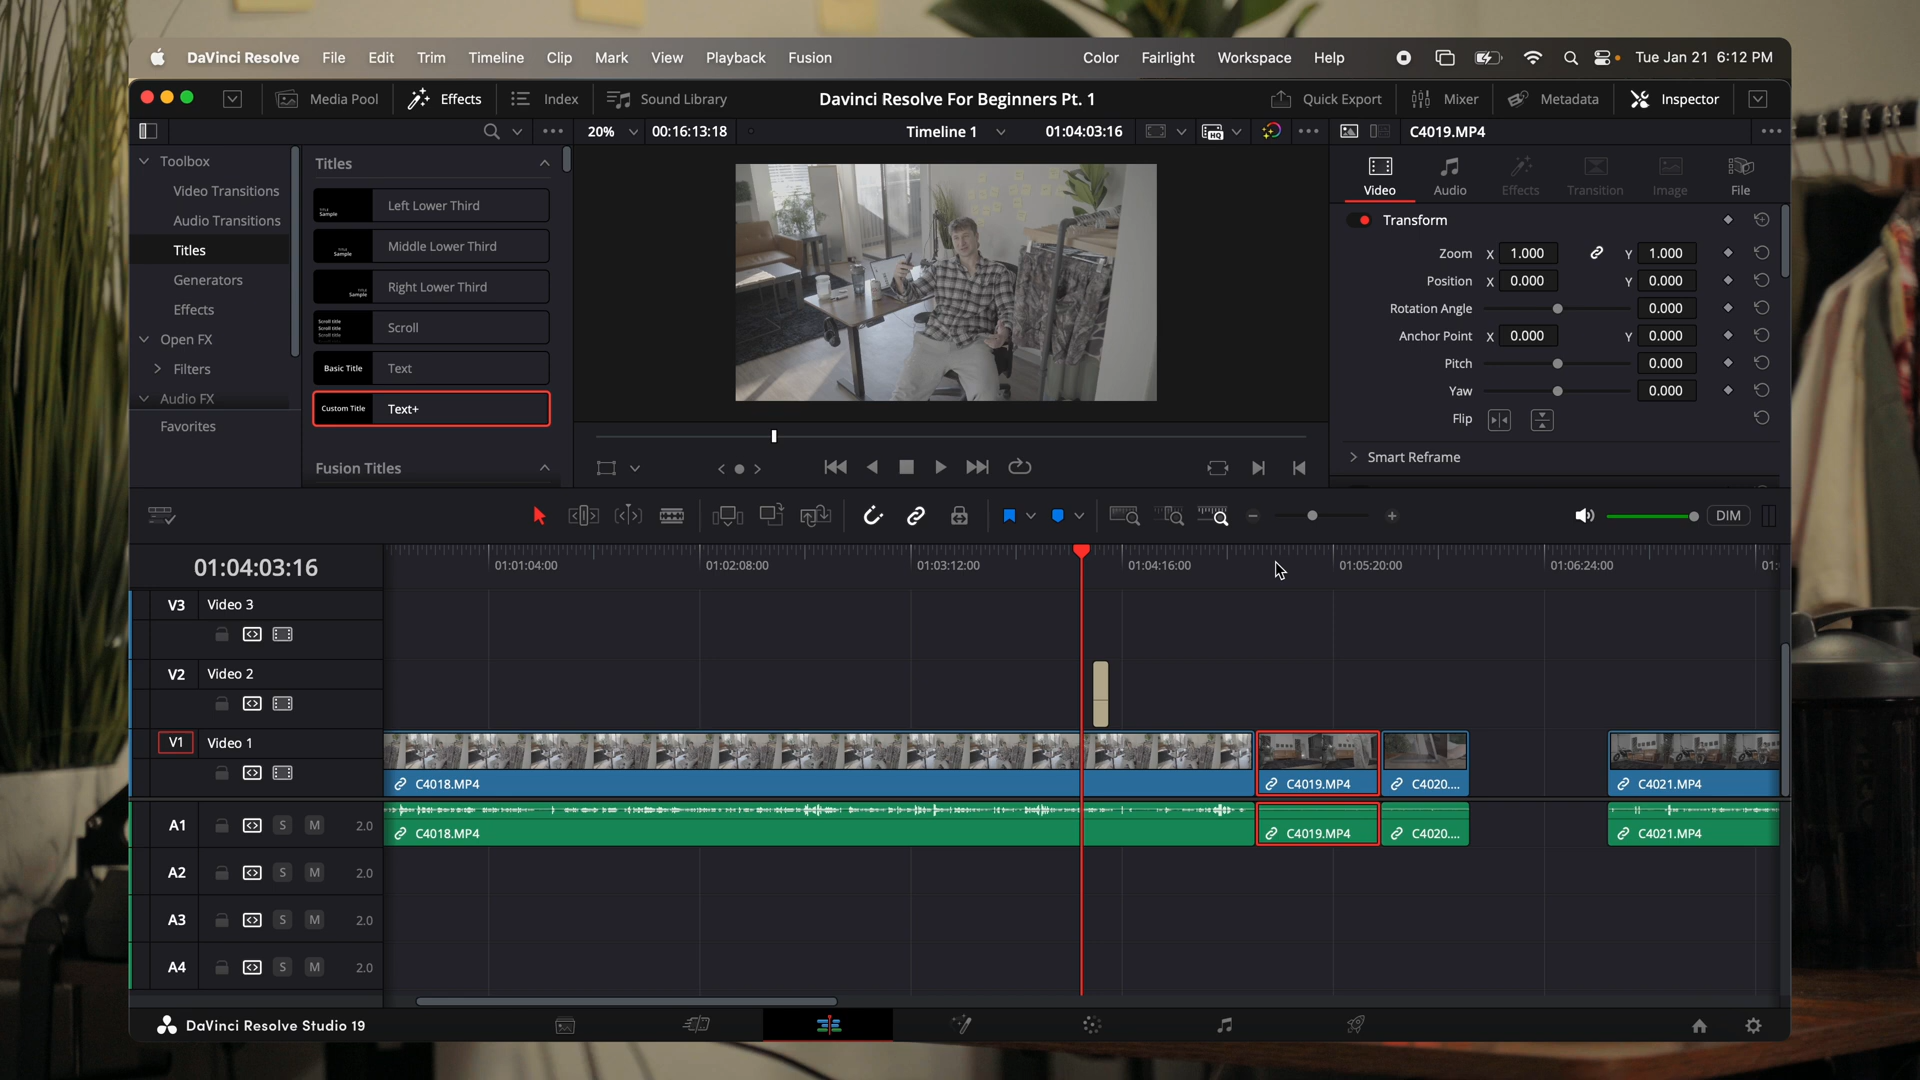 DaVinci Resolve File Edit Trim Timeline Clip Mark View Playback Fusion Color Fairlight Workspace Help Tue Jan 21 6:12 PM
Media Pool Effects Index Sound Library Davinci Resolve For Beginners Pt. 1 Quick Export Mixer Metadata Inspector
20% 00:16:13:18 Timeline 1 01:04:03:16 HQ C4019.MP4
Toolbox
Video Transitions
Audio Transitions
Titles
Generators
Effects
Open FX
Filters
Audio FX
Favorites
Titles
Left Lower Third
Middle Lower Third
Right Lower Third
Scroll
Basic Title Text
Custom Title Text+
Fusion Titles
Video Audio Effects Transition Image File
Transform
Zoom X 1.000 Y 1.000
Position X 0.000 Y 0.000
Rotation Angle 0.000
Anchor Point X 0.000 Y 0.000
Pitch 0.000
Yaw 0.000
Flip
Smart Reframe
DIM
01:04:03:16 01:01:04:00 01:02:08:00 01:03:12:00 01:04:16:00 01:05:20:00 01:06:24:00 01:
V3 Video 3
V2 Video 2
V1 Video 1
C4018.MP4 C4019.MP4 C4020.... C4021.MP4
A1 S M 2.0
C4018.MP4 C4019.MP4 C4020.... C4021.MP4
A2 S M 2.0
A3 S M 2.0
A4 S M 2.0
DaVinci Resolve Studio 19